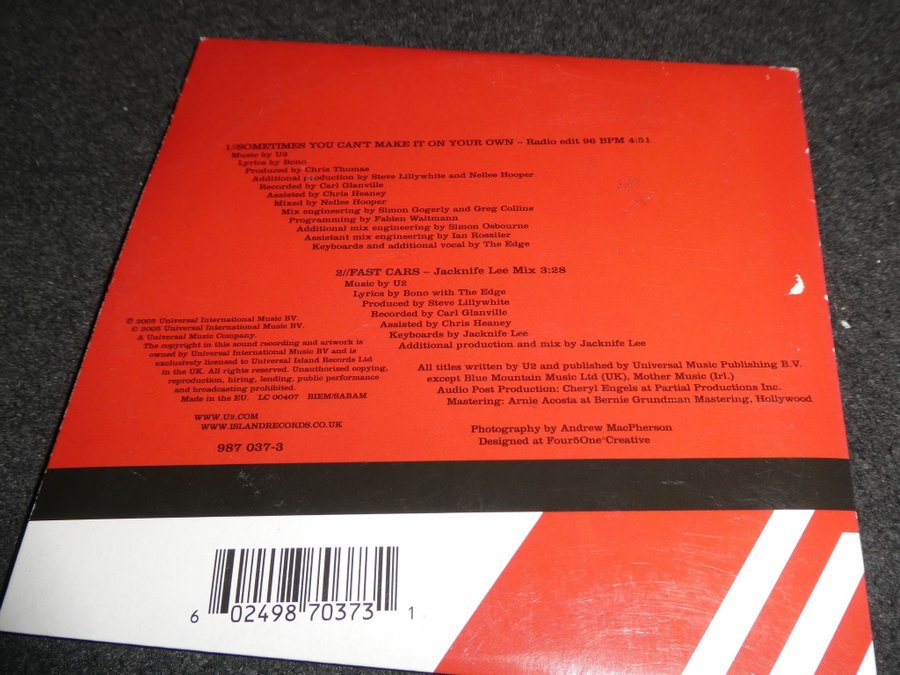 1//SOMETIMES YOU CAN'T MAKE IT ON YOUR OWN – Radio edit 96 BPM 4:51
Music by U2
Lyrics by Bono
Produced by Chris Thomas
Additional production by Steve Lillywhite and Nellee Hooper
Recorded by Carl Glanville
Assisted by Chris Heaney
Mixed by Nellee Hooper
Mix engineering by Simon Gogerly and Greg Collins
Programming by Fabien Waltmann
Additional mix engineering by Simon Osbourne
Assistant mix engineering by Ian Rossiter
Keyboards and additional vocal by The Edge
2//FAST CARS – Jacknife Lee Mix 3:28
Music by U2
Lyrics by Bono with The Edge
Produced by Steve Lillywhite
Recorded by Carl Glanville
Assisted by Chris Heaney
Keyboards by Jacknife Lee
Additional production and mix by Jacknife Lee
℗ 2005 Universal International Music BV.
© 2005 Universal International Music BV.
A Universal Music Company.
The copyright in this sound recording and artwork is
owned by Universal International Music BV and is
exclusively licensed to Universal Island Records Ltd
in the UK. All rights reserved. Unauthorised copying,
reproduction, hiring, lending, public performance
and broadcasting prohibited.
Made in the EU. LC 00407 BIEM/SABAM
WWW.U2.COM
WWW.ISLANDRECORDS.CO.UK
987 037-3
All titles written by U2 and published by Universal Music Publishing B.V.
except Blue Mountain Music Ltd (UK), Mother Music (Irl.)
Audio Post Production: Cheryl Engels at Partial Productions Inc.
Mastering: Arnie Acosta at Bernie Grundman Mastering, Hollywood
Photography by Andrew MacPherson
Designed at Four5One°Creative
6 02498 70373 1